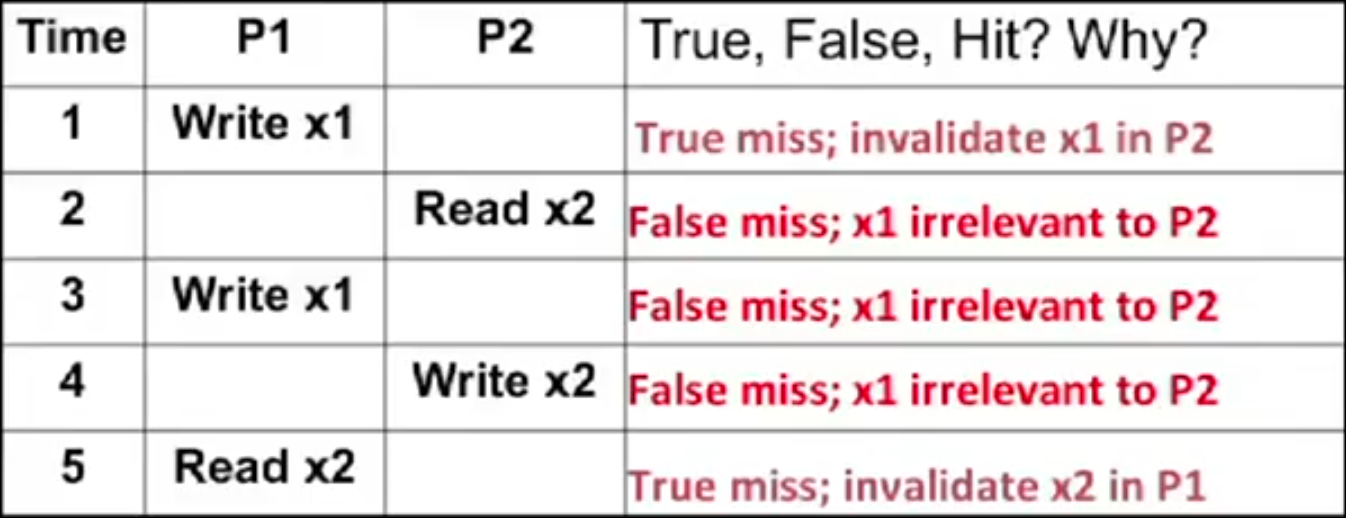 Time P1 P2 True, False, Hit? Why?
1 Write x1 True miss; invalidate x1 in P2
2 Read x2 False miss; x1 irrelevant to P2
3 Write x1 False miss; x1 irrelevant to P2
4 Write x2 False miss; x1 irrelevant to P2
5 Read x2 True miss; invalidate x2 in P1